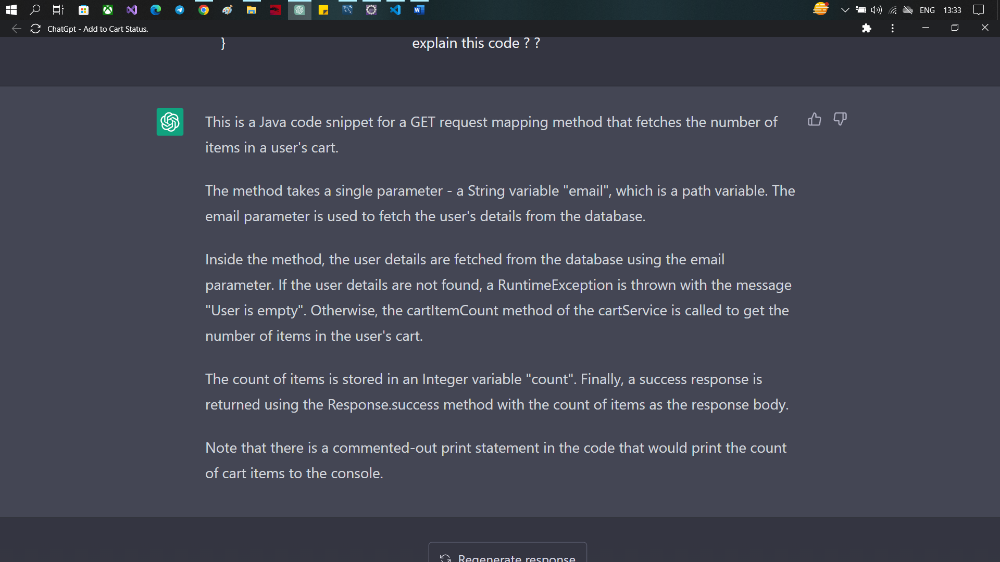 ENG 13:33
ChatGpt - Add to Cart Status.
} explain this code ? ?
This is a Java code snippet for a GET request mapping method that fetches the number of
items in a user's cart.
The method takes a single parameter - a String variable "email", which is a path variable. The
email parameter is used to fetch the user's details from the database.
Inside the method, the user details are fetched from the database using the email
parameter. If the user details are not found, a RuntimeException is thrown with the message
"User is empty". Otherwise, the cartItemCount method of the cartService is called to get the
number of items in the user's cart.
The count of items is stored in an Integer variable "count". Finally, a success response is
returned using the Response.success method with the count of items as the response body.
Note that there is a commented-out print statement in the code that would print the count
of cart items to the console.
Regenerate response